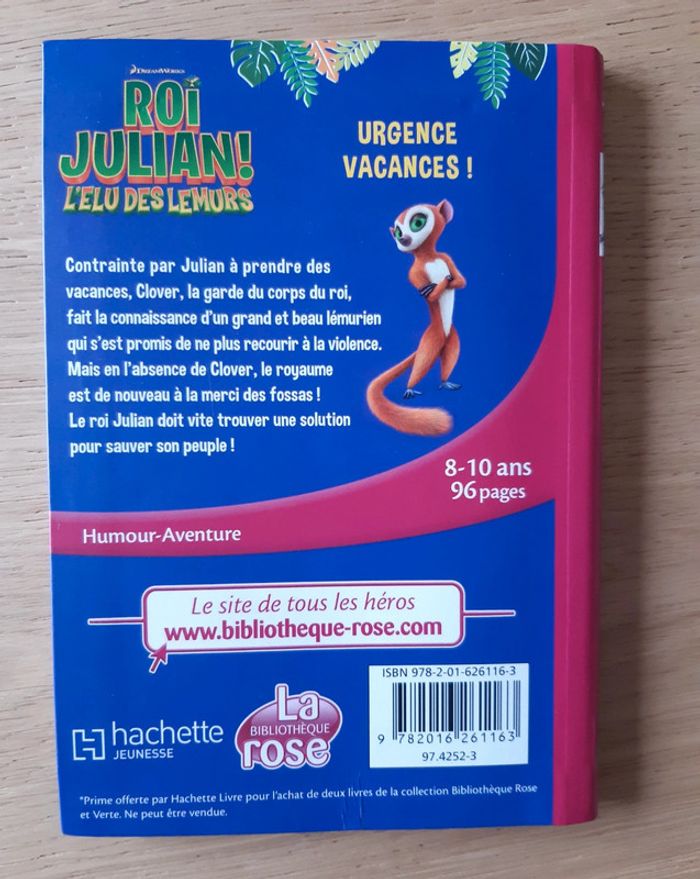 DREAMWORKS
ROI
JULIAN!
L'ELU DES LEMURS
URGENCE
VACANCES !
Contrainte par Julian à prendre des
vacances, Clover, la garde du corps du roi,
fait la connaissance d'un grand et beau lémurien
qui s'est promis de ne plus recourir à la violence.
Mais en l'absence de Clover, le royaume
est de nouveau à la merci des fossas !
Le roi Julian doit vite trouver une solution
pour sauver son peuple !
8-10 ans
96 pages
Humour-Aventure
Le site de tous les héros
www.bibliotheque-rose.com
ISBN 978-2-01-626116-3
9 782016 261163
97.4252-3
hachette
JEUNESSE
La
BIBLIOTHÈQUE
rose
*Prime offerte par Hachette Livre pour l'achat de deux livres de la collection Bibliothèque Rose
et Verte. Ne peut être vendue.